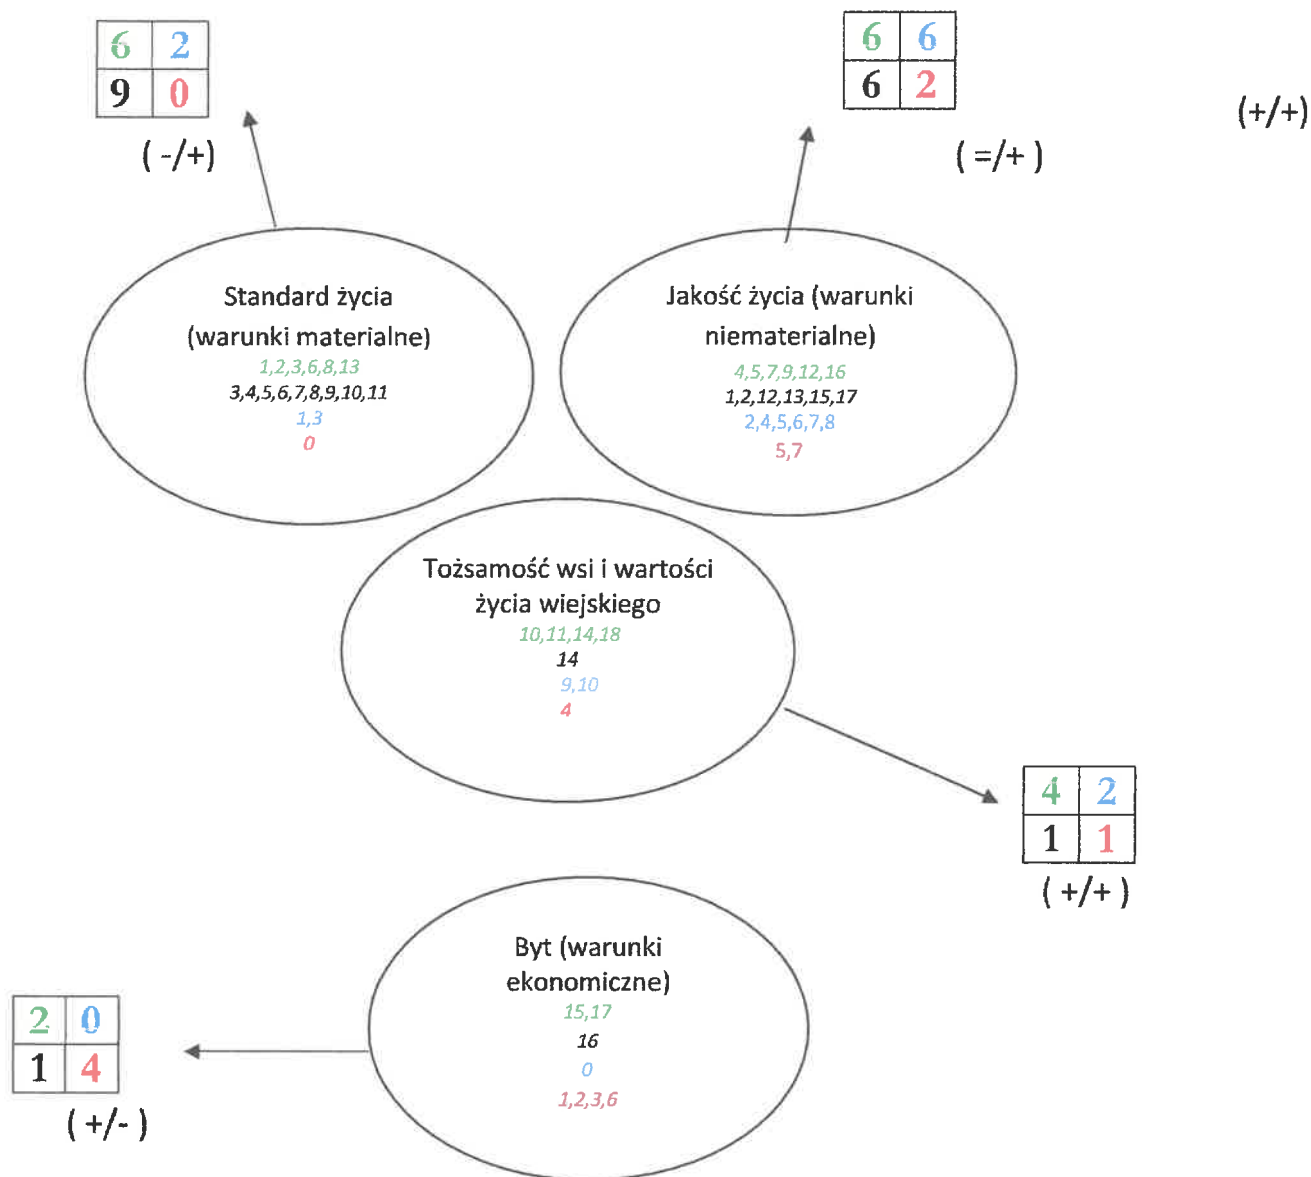 6 2
9 0
( -/+)
6 6
6 2
( =/+ )
(+/+)
Standard życia
(warunki materialne)
1,2,3,6,8,13
3,4,5,6,7,8,9,10,11
1,3
0
Jakość życia (warunki
niematerialne)
4,5,7,9,12,16
1,2,12,13,15,17
2,4,5,6,7,8
5,7
Tożsamość wsi i wartości
życia wiejskiego
10,11,14,18
14
9,10
4
4 2
1 1
( +/+ )
Byt (warunki
ekonomiczne)
15,17
16
0
1,2,3,6
2 0
1 4
( +/- )